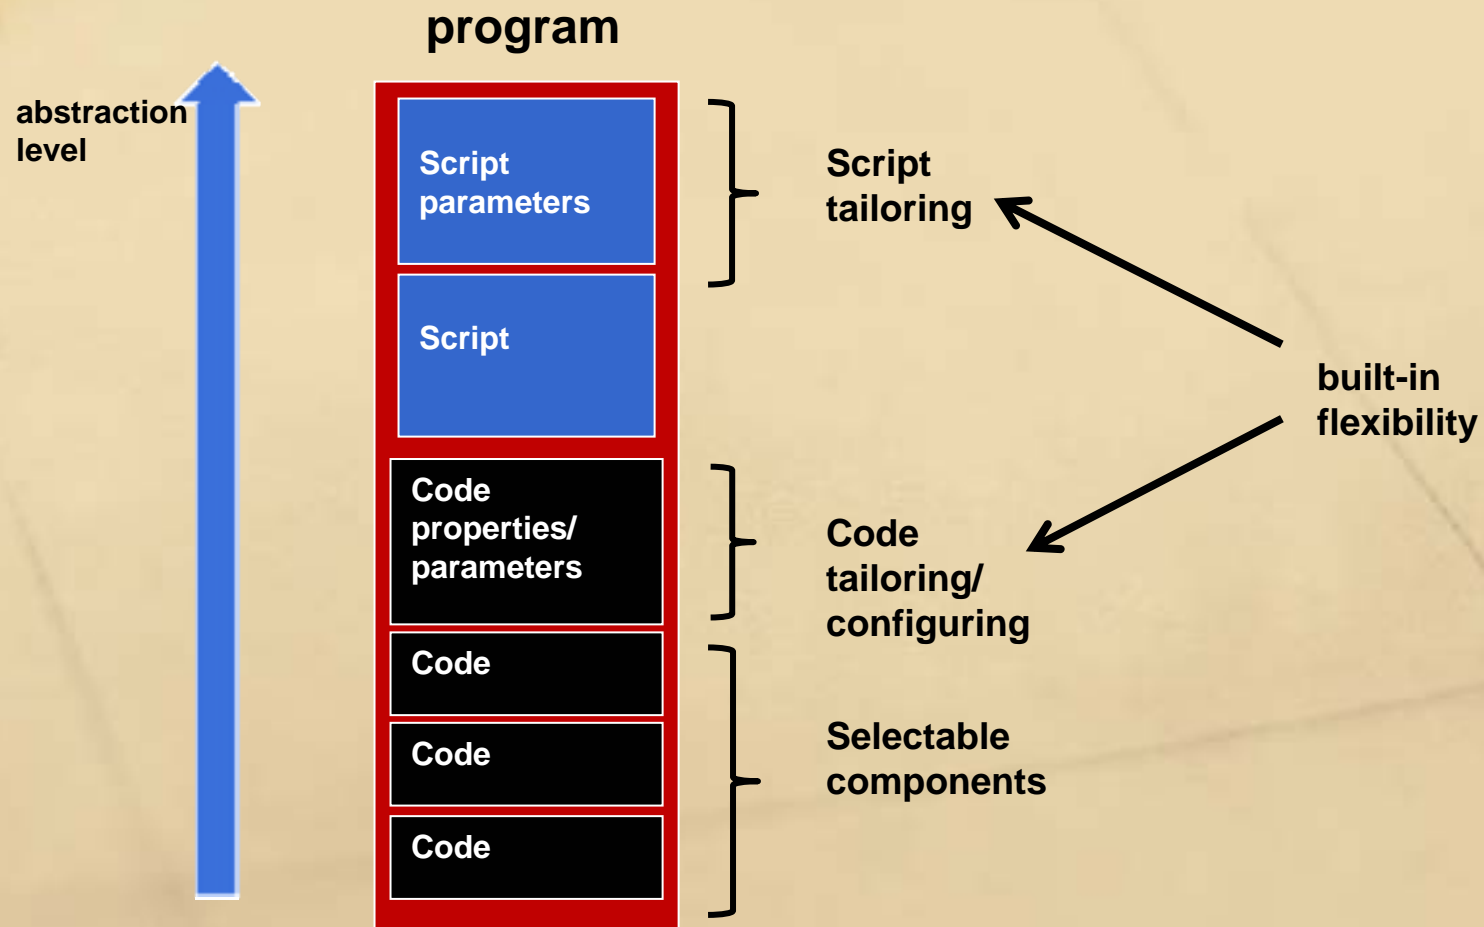 program
abstraction
level
Script
parameters
Script
tailoring
Script
built-in
flexibility
Code
properties/
parameters
Code
tailoring/
configuring
Code
Code
Selectable
components
Code